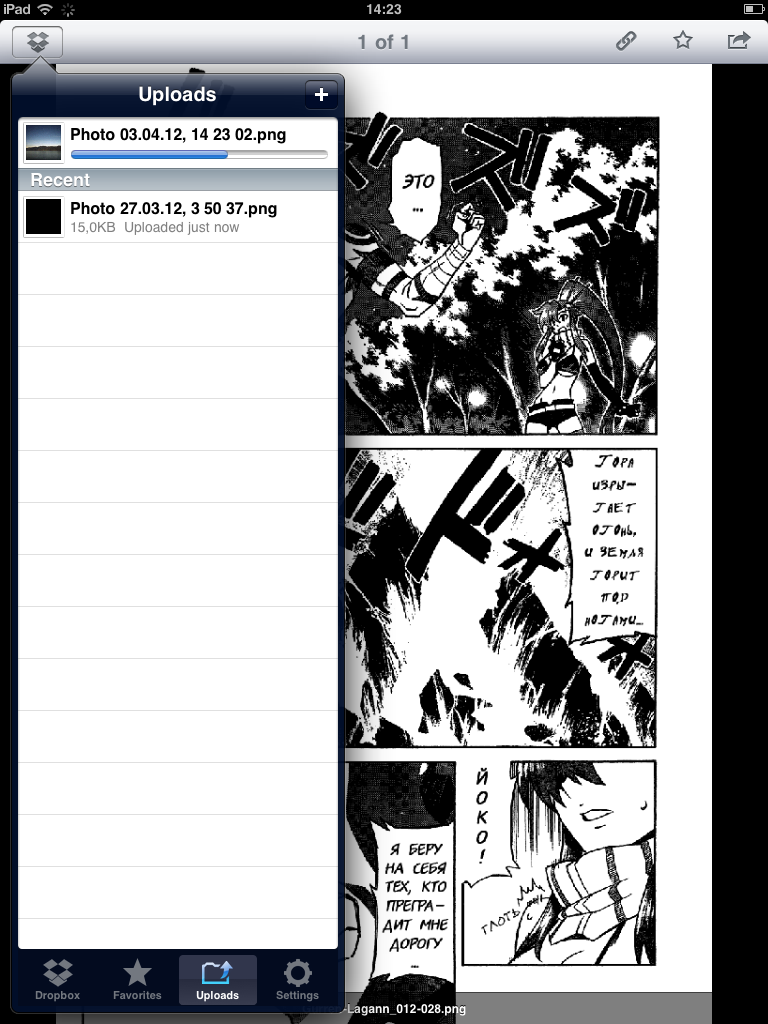 iPad 14:23
1 of 1
Uploads
+
Photo 03.04.12, 14 23 02.png
Recent
Photo 27.03.12, 3 50 37.png
15,0KB Uploaded just now
Dropbox
Favorites
Uploads
Settings
ЭТО
...
ГОРА
ИЗРЫ-
ГАЕТ
ОГОНЬ,
И ЗЕМЛЯ
ГОРИТ
ПОД
НОГАМИ...
ЙОКО!
Я БЕРУ
НА СЕБЯ
ТЕХ, КТО
ПРЕГРА-
ДИТ МНЕ
ДОРОГУ
...
ГЛОТЬ
-Lagann_012-028.png